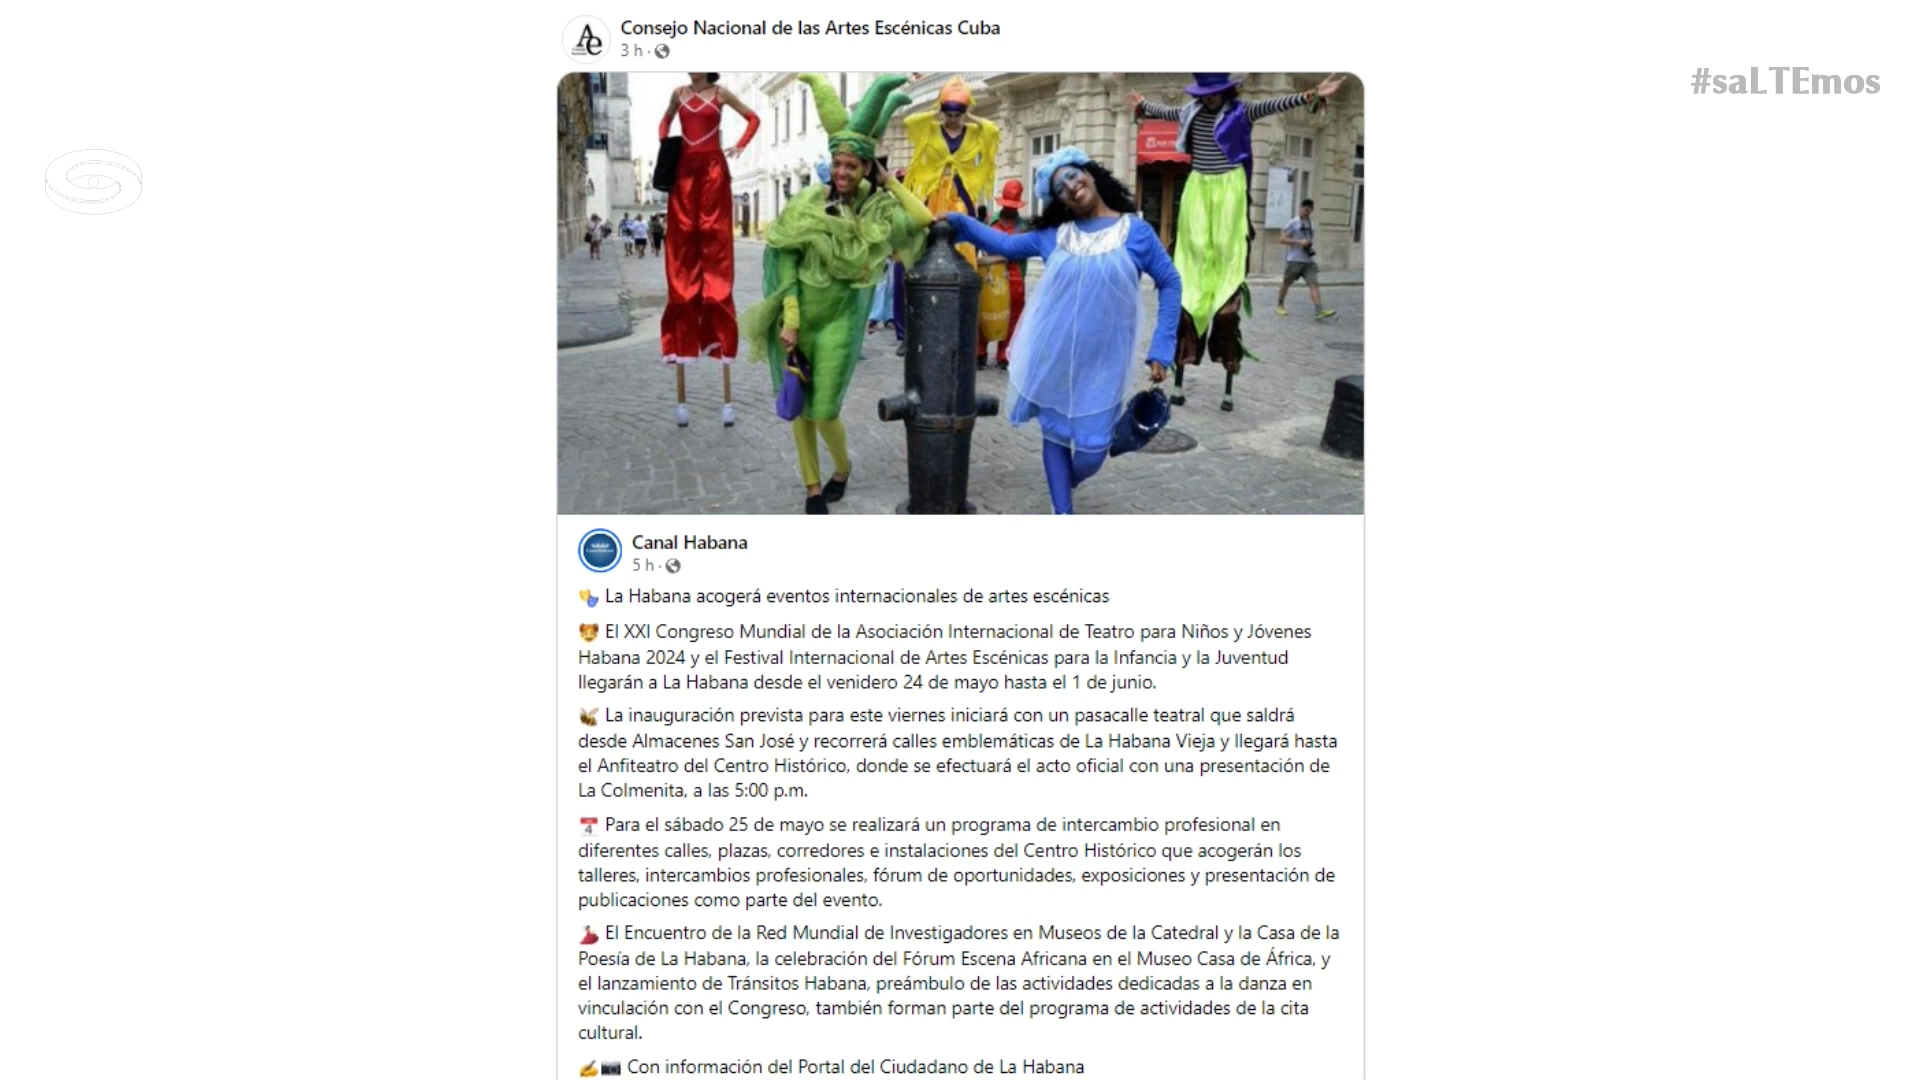 Consejo Nacional de las Artes Escénicas Cuba
3 h ·
#saLTEmos
Canal Habana
5 h ·
🎭 La Habana acogerá eventos internacionales de artes escénicas
El XXI Congreso Mundial de la Asociación Internacional de Teatro para Niños y Jóvenes
Habana 2024 y el Festival Internacional de Artes Escénicas para la Infancia y la Juventud
llegarán a La Habana desde el venidero 24 de mayo hasta el 1 de junio.
🐝 La inauguración prevista para este viernes iniciará con un pasacalle teatral que saldrá
desde Almacenes San José y recorrerá calles emblemáticas de La Habana Vieja y llegará hasta
el Anfiteatro del Centro Histórico, donde se efectuará el acto oficial con una presentación de
La Colmenita, a las 5:00 p.m.
📆 Para el sábado 25 de mayo se realizará un programa de intercambio profesional en
diferentes calles, plazas, corredores e instalaciones del Centro Histórico que acogerán los
talleres, intercambios profesionales, fórum de oportunidades, exposiciones y presentación de
publicaciones como parte del evento.
💃 El Encuentro de la Red Mundial de Investigadores en Museos de la Catedral y la Casa de la
Poesía de La Habana, la celebración del Fórum Escena Africana en el Museo Casa de África, y
el lanzamiento de Tránsitos Habana, preámbulo de las actividades dedicadas a la danza en
vinculación con el Congreso, también forman parte del programa de actividades de la cita
cultural.
✍📷 Con información del Portal del Ciudadano de La Habana